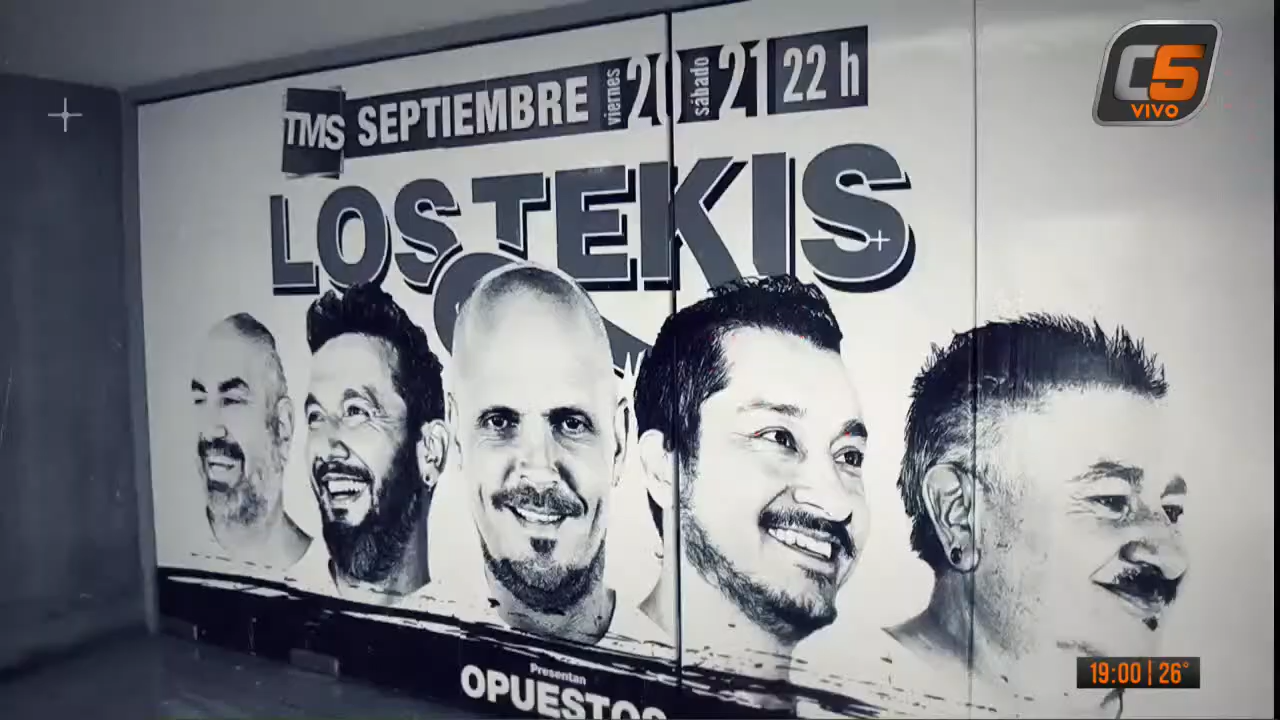 C5
VIVO
TMS SEPTIEMBRE viernes 20 sábado 21 22 h
LOS TEKIS
Presentan
OPUESTOS
19:00 | 26°